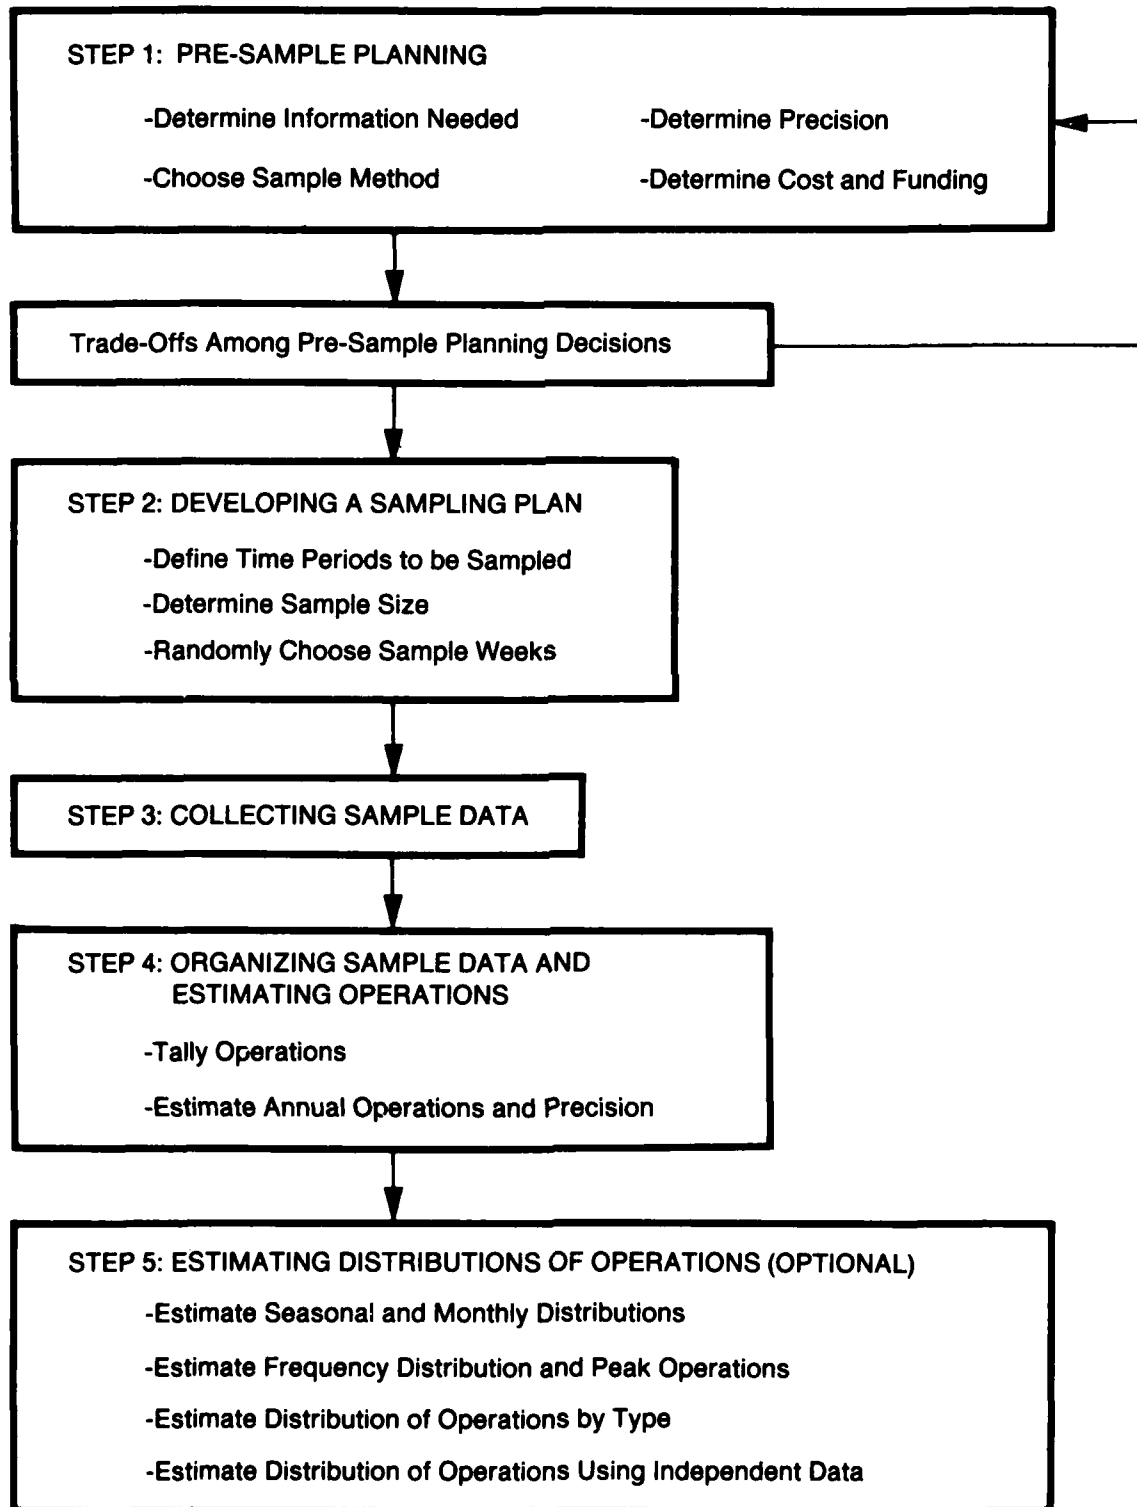 STEP 1: PRE-SAMPLE PLANNING
-Determine Information Needed
-Determine Precision
-Choose Sample Method
-Determine Cost and Funding
Trade-Offs Among Pre-Sample Planning Decisions
STEP 2: DEVELOPING A SAMPLING PLAN
-Define Time Periods to be Sampled
-Determine Sample Size
-Randomly Choose Sample Weeks
STEP 3: COLLECTING SAMPLE DATA
STEP 4: ORGANIZING SAMPLE DATA AND
ESTIMATING OPERATIONS
-Tally Operations
-Estimate Annual Operations and Precision
STEP 5: ESTIMATING DISTRIBUTIONS OF OPERATIONS (OPTIONAL)
-Estimate Seasonal and Monthly Distributions
-Estimate Frequency Distribution and Peak Operations
-Estimate Distribution of Operations by Type
-Estimate Distribution of Operations Using Independent Data